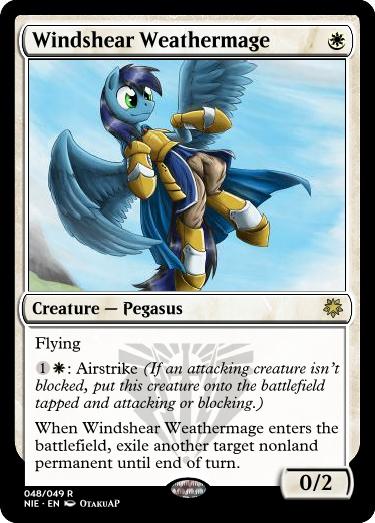 Windshear Weathermage
Creature — Pegasus
Flying
1 : Airstrike (If an attacking creature isn't
blocked, put this creature onto the battlefield
tapped and attacking or blocking.)
When Windshear Weathermage enters the
battlefield, exile another target nonland
permanent until end of turn.
0/2
048/049 R
NIE • EN OtakuAP